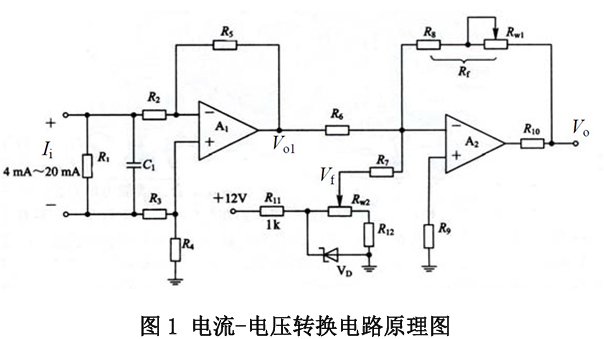 R5
R8
Rw1
Rf
R2
+
Ii
4 mA～20 mA
−
R1
C1
−
+
A1
Vo1
R6
−
+
A2
R10
Vo
R7
Vf
R3
R4
+12V
R11
1k
Rw2
R12
VD
R9
图 1 电流-电压转换电路原理图